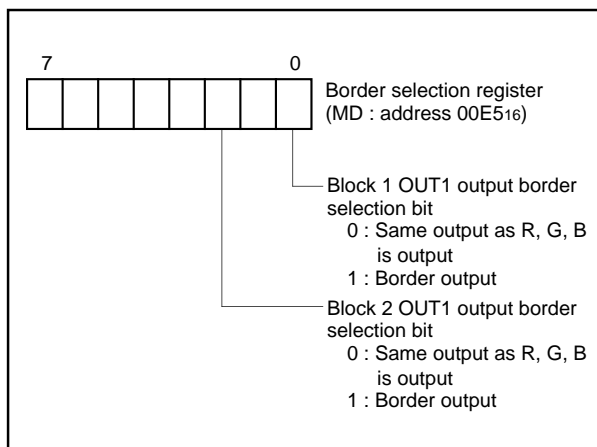 7 0
Border selection register
(MD : address 00E516)
Block 1 OUT1 output border
selection bit
0 : Same output as R, G, B
is output
1 : Border output
Block 2 OUT1 output border
selection bit
0 : Same output as R, G, B
is output
1 : Border output